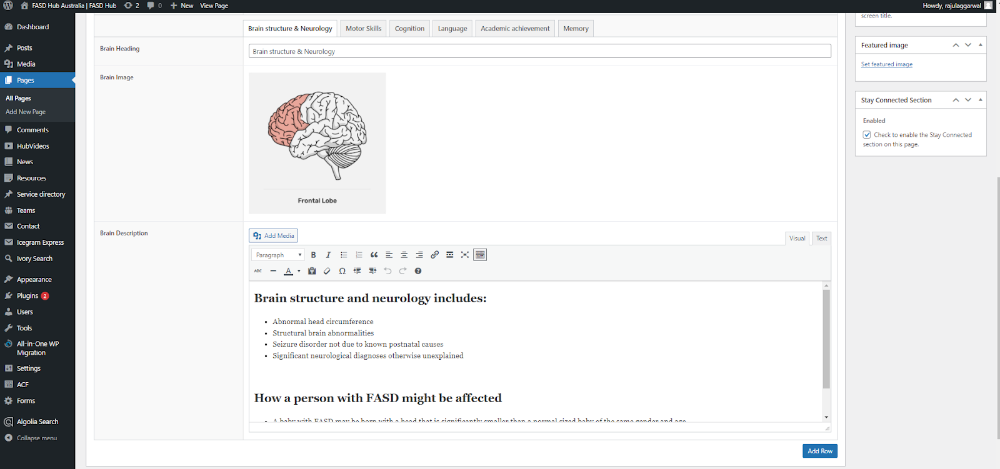 FASD Hub Australia | FASD Hub 2 0 New View Page Howdy, rajulaggarwal
Dashboard
Posts
Media
Pages
All Pages
Add New Page
Comments
HubVideos
News
Resources
Service directory
Teams
Contact
Icegram Express
Ivory Search
Appearance
Plugins 2
Users
Tools
All-in-One WP
Migration
Settings
ACF
Forms
Algolia Search
Collapse menu
Brain structure & Neurology Motor Skills Cognition Language Academic achievement Memory
Brain Heading
Brain structure & Neurology
Brain Image
Frontal Lobe
Brain Description
Add Media
Visual Text
Paragraph B I
ABC A Ω
Brain structure and neurology includes:
• Abnormal head circumference
• Structural brain abnormalities
• Seizure disorder not due to known postnatal causes
• Significant neurological diagnoses otherwise unexplained
How a person with FASD might be affected
• A baby with FASD may be born with a head that is significantly smaller than a normal sized baby of the same gender and age
Add Row
screen title.
Featured image
Set featured image
Stay Connected Section
Enabled
Check to enable the Stay Connected
section on this page.